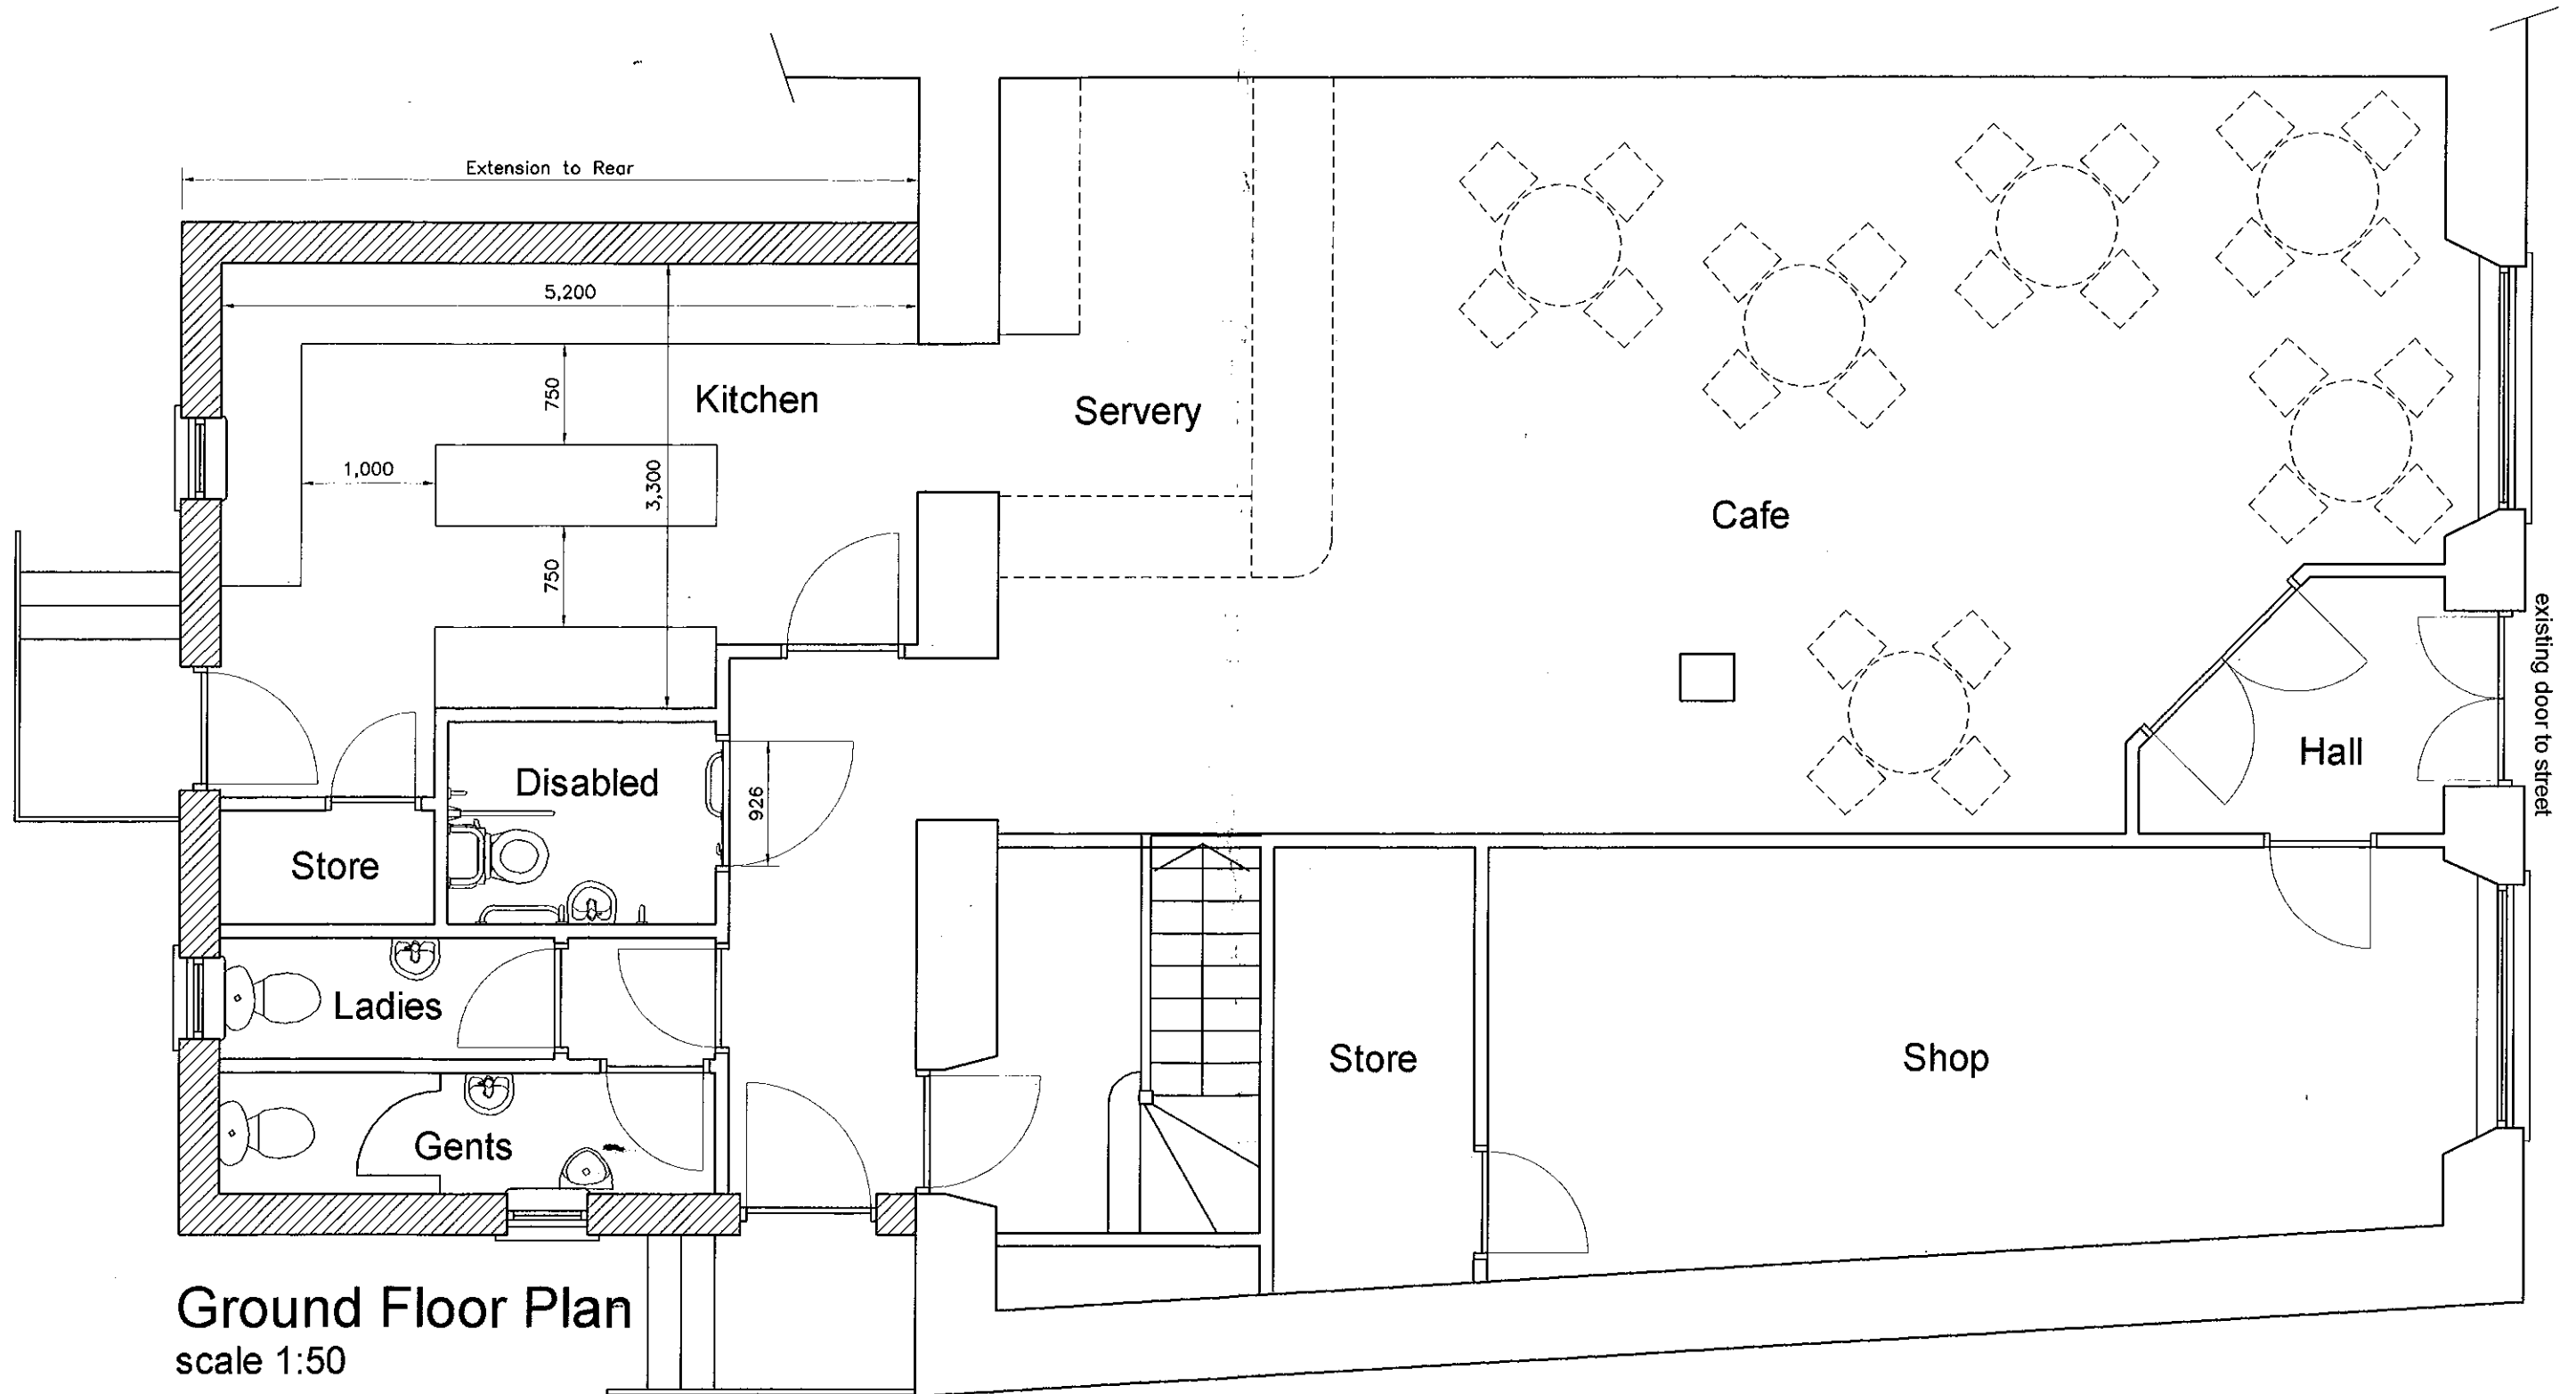 Extension to Rear
5,200
750
Kitchen
Servery
1,000
3,300
Cafe
750
existing door to street
Hall
Disabled
926
Store
Ladies
Store
Shop
Gents
Ground Floor Plan
scale 1:50